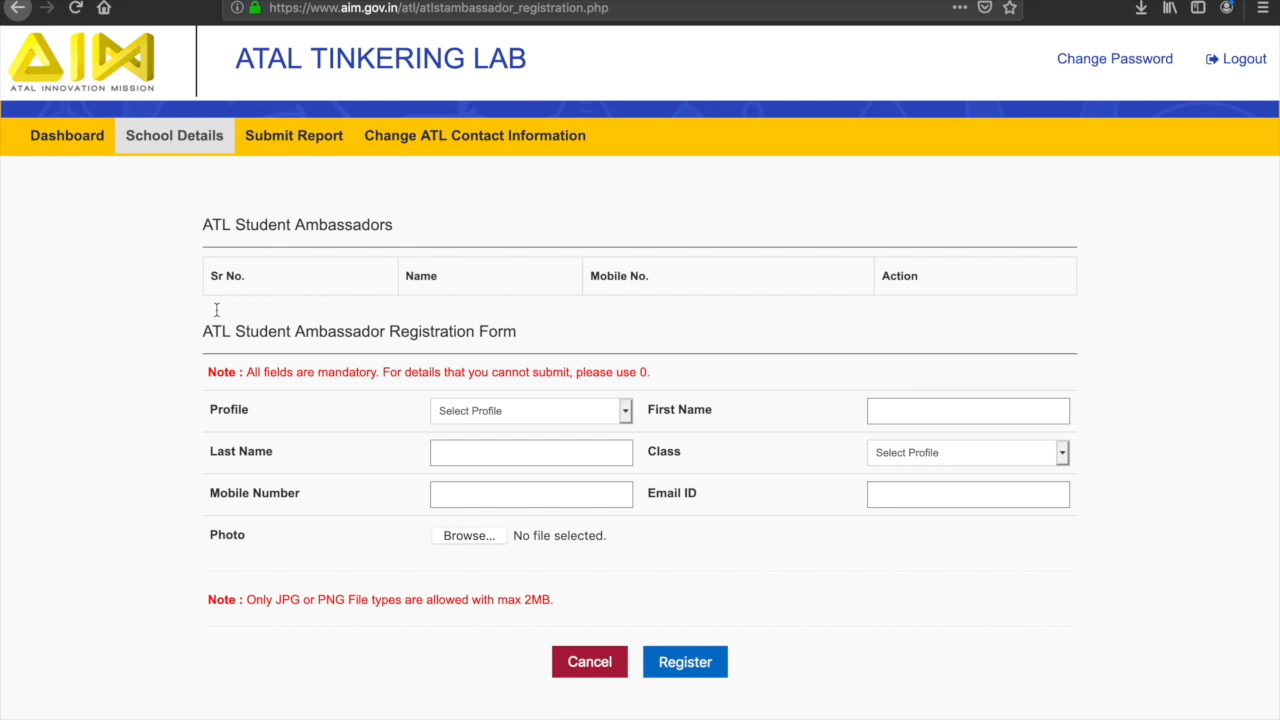 https://www.aim.gov.in/atl/atlstambassador_registration.php
AIM
ATAL INNOVATION MISSION
ATAL TINKERING LAB
Change Password
Logout
Dashboard School Details Submit Report Change ATL Contact Information
ATL Student Ambassadors
Sr No. Name Mobile No. Action
ATL Student Ambassador Registration Form
Note : All fields are mandatory. For details that you cannot submit, please use 0.
Profile Select Profile First Name
Last Name Class Select Profile
Mobile Number Email ID
Photo Browse... No file selected.
Note : Only JPG or PNG File types are allowed with max 2MB.
Cancel Register